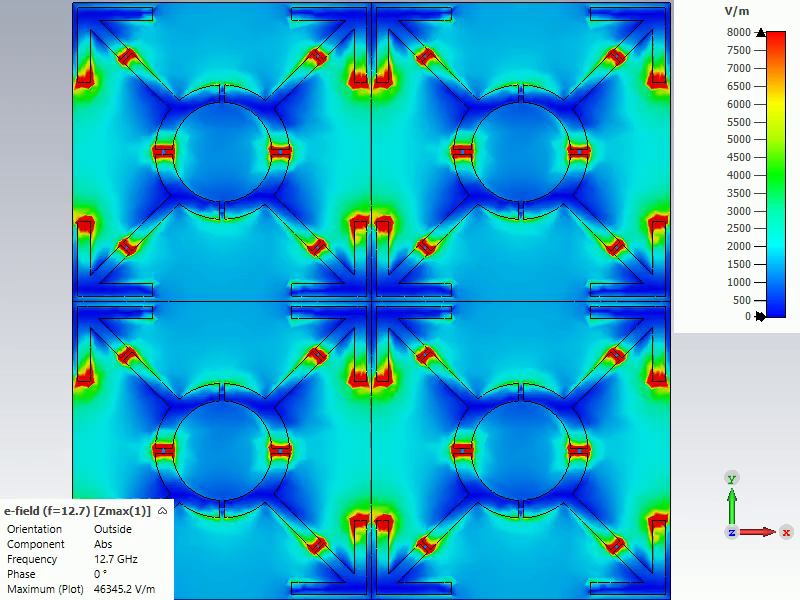 V/m
8000
7500
7000
6500
6000
5500
5000
4500
4000
3500
3000
2500
2000
1500
1000
500
0
y
z
x
e-field (f=12.7) [Zmax(1)]
Orientation Outside
Component Abs
Frequency 12.7 GHz
Phase 0 °
Maximum (Plot) 46345.2 V/m